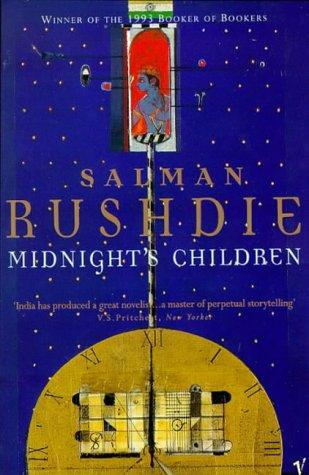 WINNER OF THE 1993 BOOKER OF BOOKERS
SALMAN
RUSHDIE
MIDNIGHT'S CHILDREN
'India has produced a great novelist...a master of perpetual storytelling'
V.S.Pritchett, New Yorker
XII
V